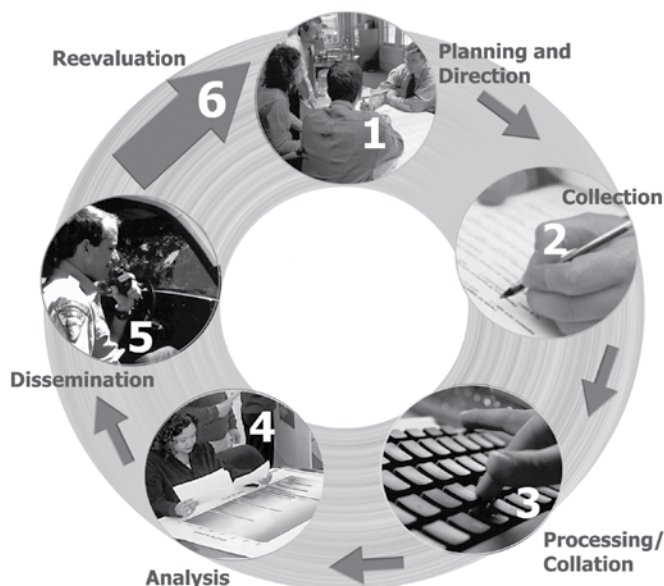 1
Planning and
Direction
2
Collection
3
Processing/
Collation
4
Analysis
5
Dissemination
6
Reevaluation